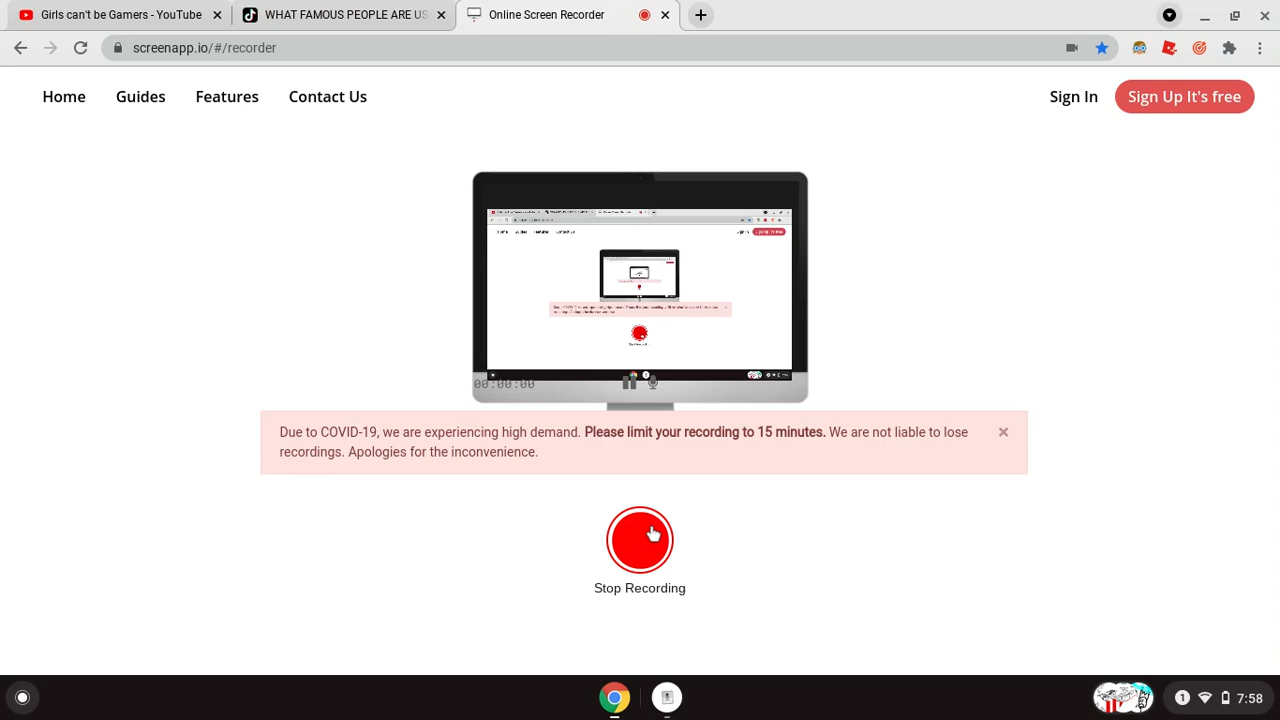 Girls can't be Gamers - YouTube
WHAT FAMOUS PEOPLE ARE US
Online Screen Recorder
screenapp.io/#/recorder
Home Guides Features Contact Us
Sign In Sign Up It's free
00:00:00
Due to COVID-19, we are experiencing high demand. Please limit your recording to 15 minutes. We are not liable to lose
recordings. Apologies for the inconvenience.
Stop Recording
1 7:58